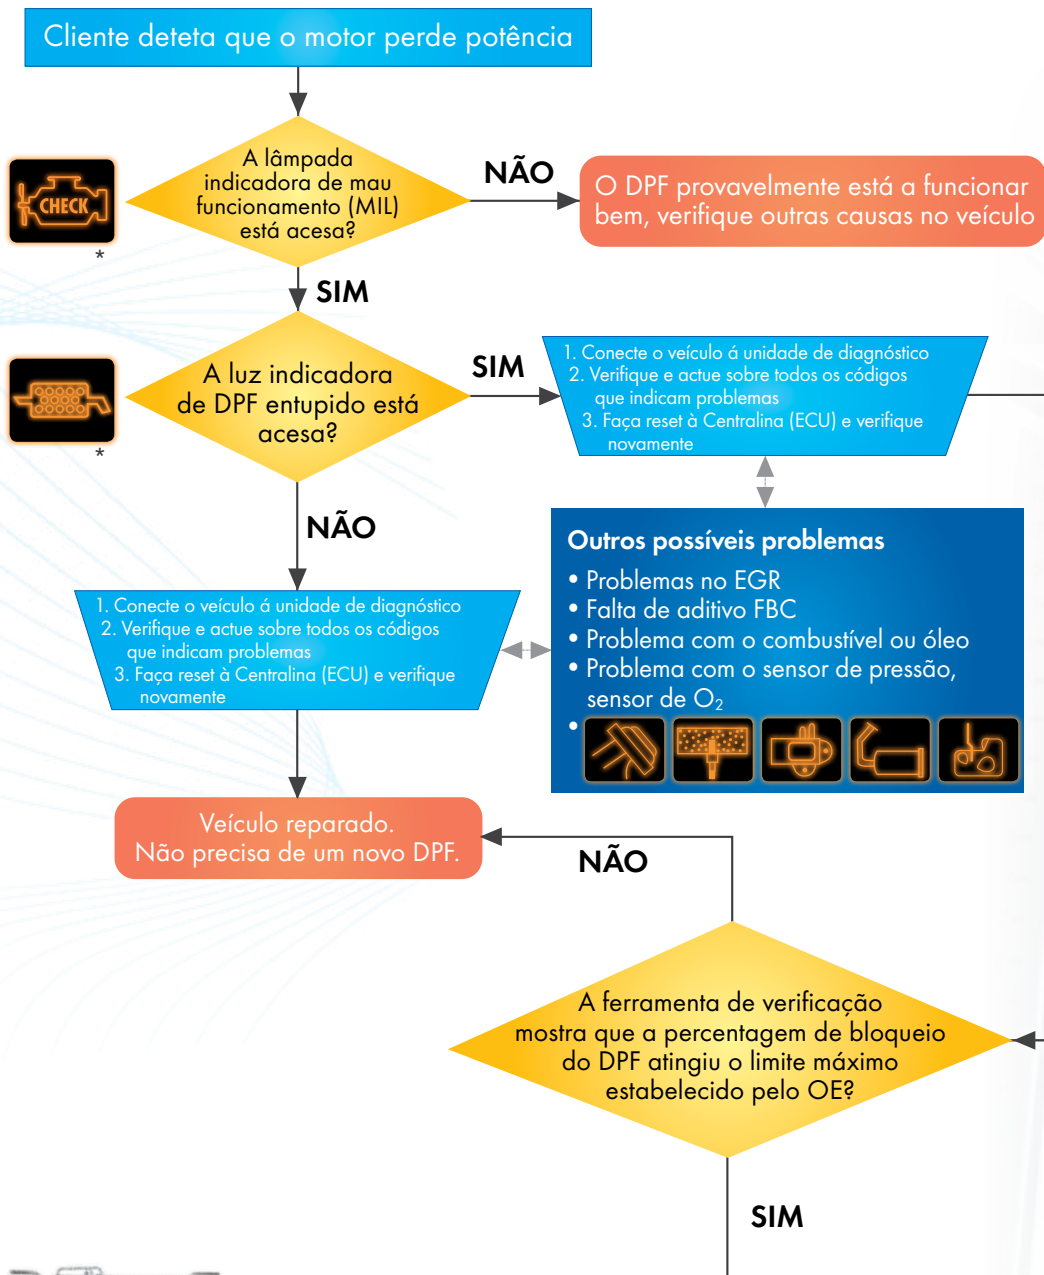 Cliente deteta que o motor perde potência
A lâmpada
indicadora de mau
funcionamento (MIL)
está acesa?
NÃO
O DPF provavelmente está a funcionar
bem, verifique outras causas no veículo
CHECK
*
SIM
A luz indicadora
de DPF entupido está
acesa?
SIM
1. Conecte o veículo á unidade de diagnóstico
2. Verifique e actue sobre todos os códigos
que indicam problemas
3. Faça reset à Centralina (ECU) e verifique
novamente
*
NÃO
Outros possíveis problemas
• Problemas no EGR
• Falta de aditivo FBC
• Problema com o combustível ou óleo
• Problema com o sensor de pressão,
sensor de O₂
•
1. Conecte o veículo á unidade de diagnóstico
2. Verifique e actue sobre todos os códigos
que indicam problemas
3. Faça reset à Centralina (ECU) e verifique
novamente
Veículo reparado.
Não precisa de um novo DPF.
NÃO
A ferramenta de verificação
mostra que a percentagem de bloqueio
do DPF atingiu o limite máximo
estabelecido pelo OE?
SIM